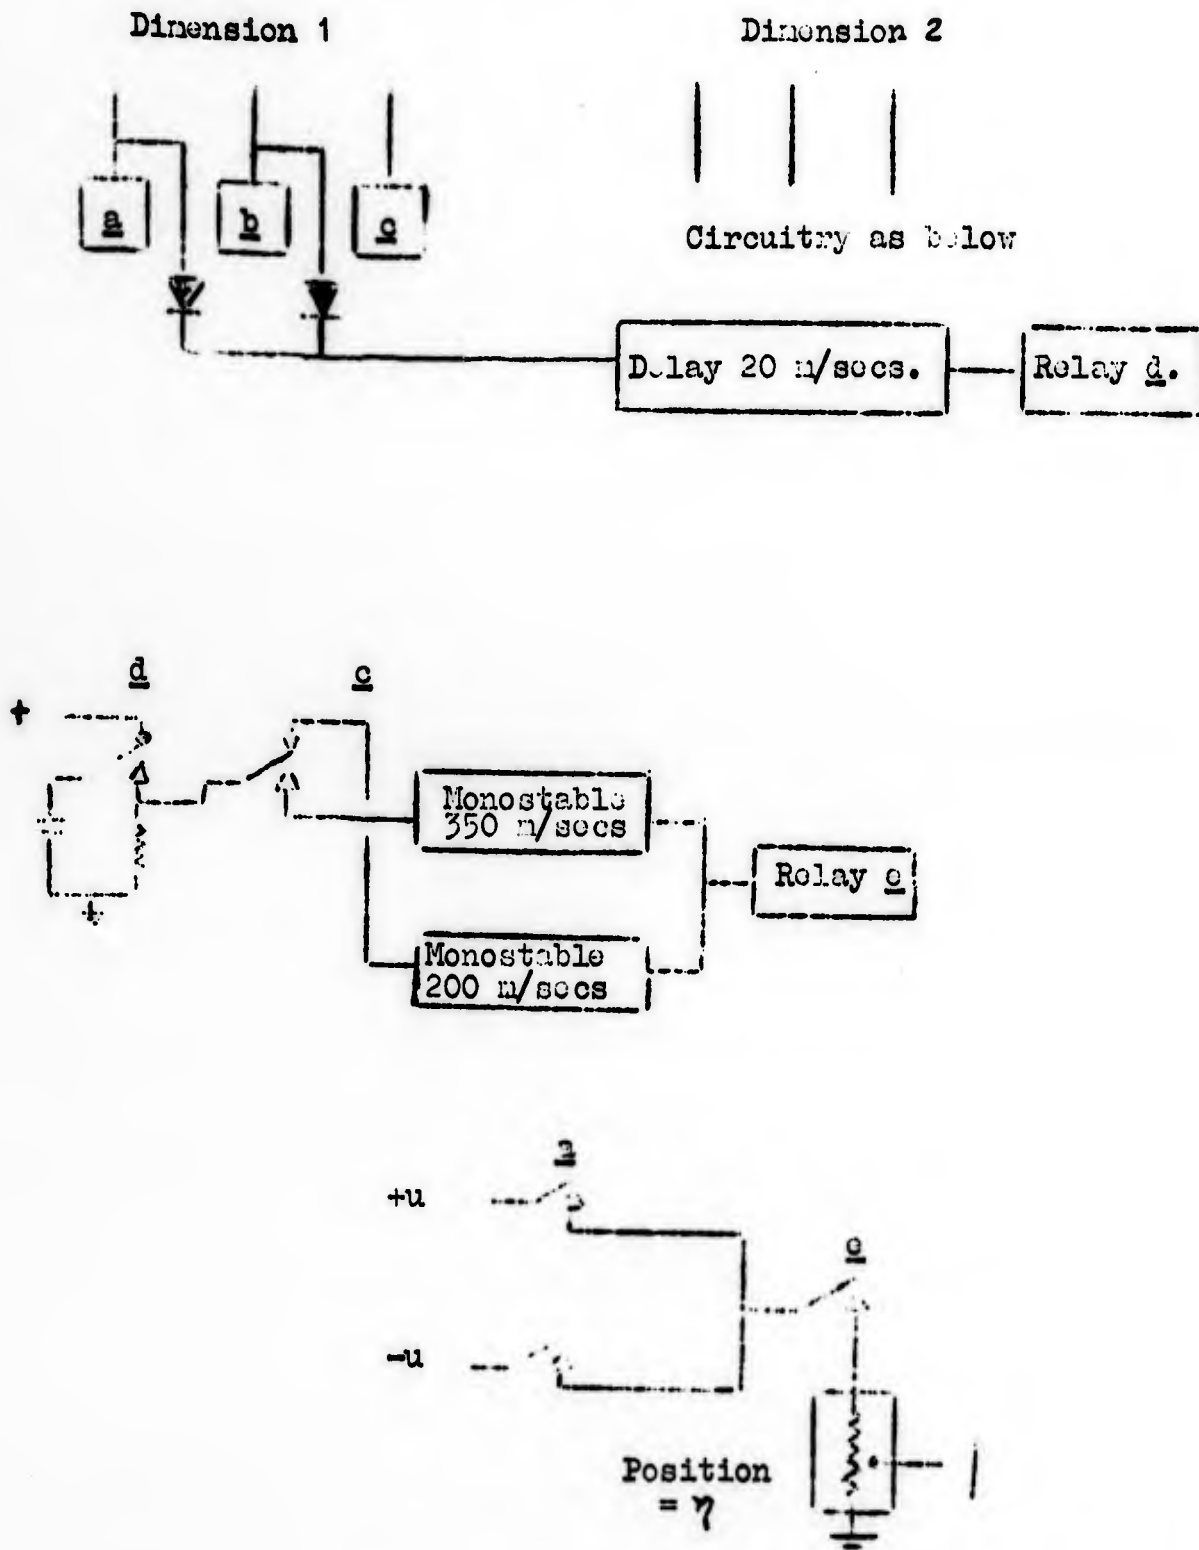 Dimension 1
Dimension 2
a
b
c
Circuitry as below
Delay 20 m/secs.
Relay d.
d
c
+
Monostable
350 m/secs
Relay e
Monostable
200 m/secs
a
+u
e
-u
Position
= η